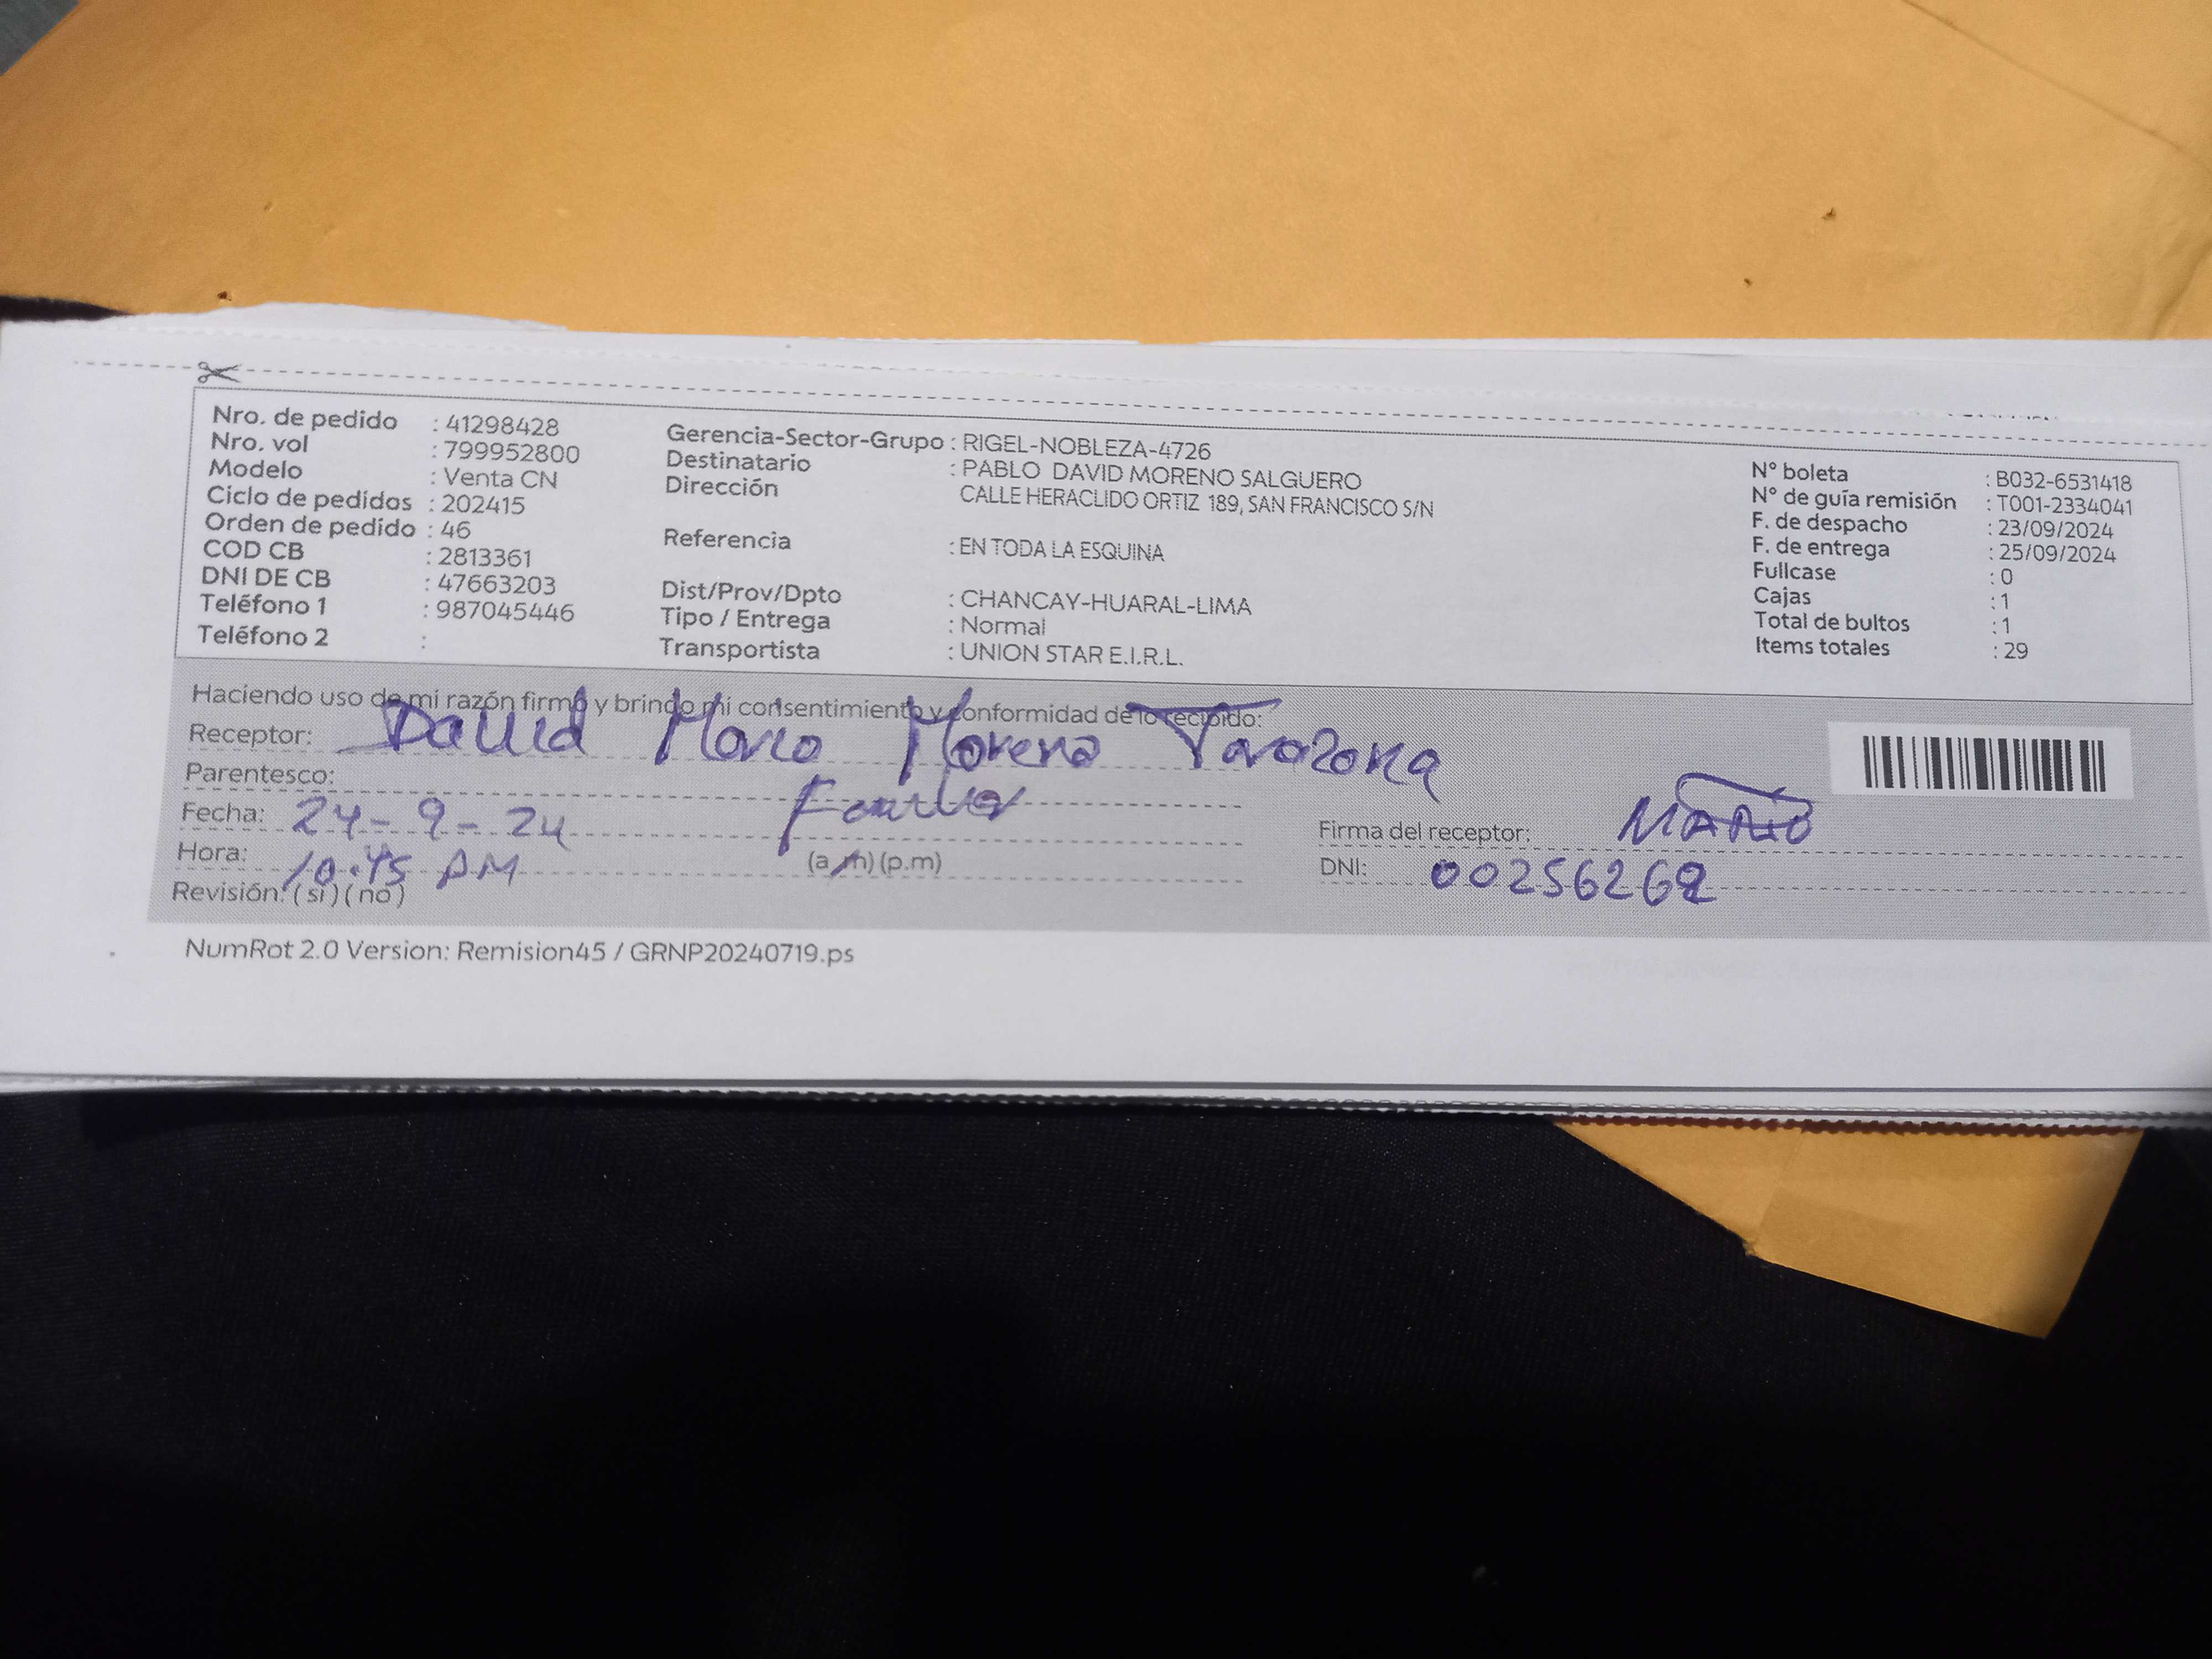 Nro. de pedido : 41298428
Nro. vol : 799952800
Modelo : Venta CN
Ciclo de pedidos : 202415
Orden de pedido : 46
COD CB : 2813361
DNI DE CB : 47663203
Teléfono 1 : 987045446
Teléfono 2 :
Gerencia-Sector-Grupo : RIGEL-NOBLEZA-4726
Destinatario : PABLO DAVID MORENO SALGUERO
Dirección CALLE HERACLIDO ORTIZ 189, SAN FRANCISCO S/N
Referencia : EN TODA LA ESQUINA
Dist/Prov/Dpto : CHANCAY-HUARAL-LIMA
Tipo / Entrega : Normal
Transportista : UNION STAR E.I.R.L.
N° boleta : B032-6531418
N° de guía remisión : T001-2334041
F. de despacho : 23/09/2024
F. de entrega : 25/09/2024
Fullcase : 0
Cajas : 1
Total de bultos : 1
Items totales : 29
Haciendo uso de mi razón firmo y brindo mi consentimiento y conformidad de lo recibido:
Receptor: David Moreno Tarazona
Parentesco:
Fecha: 24-9-24
Hora: 10:45 AM (a.m) (p.m)
Revisión: (si) (no)
Firma del receptor: MARIO
DNI: 00256262
NumRot 2.0 Version: Remision45 / GRNP20240719.ps